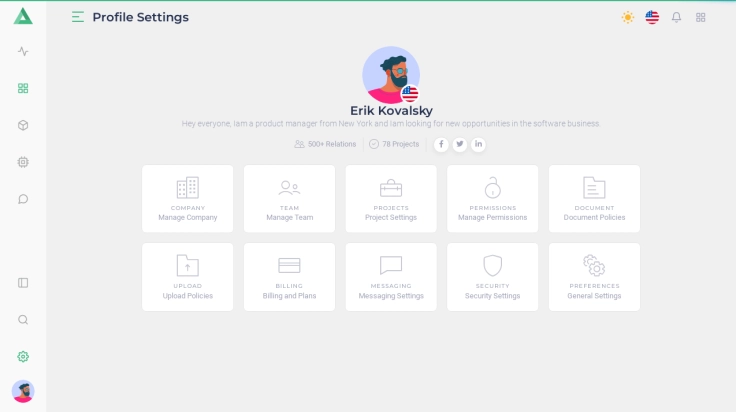 Profile Settings
Erik Kovalsky
Hey everyone, Iam a product manager from New York and iam looking for new opportunities in the software business.
500+ Relations
78 Projects
COMPANY
Manage Company
TEAM
Manage Team
PROJECTS
Project Settings
PERMISSIONS
Manage Permissions
DOCUMENT
Document Policies
UPLOAD
Upload Policies
BILLING
Billing and Plans
MESSAGING
Messaging Settings
SECURITY
Security Settings
PREFERENCES
General Settings